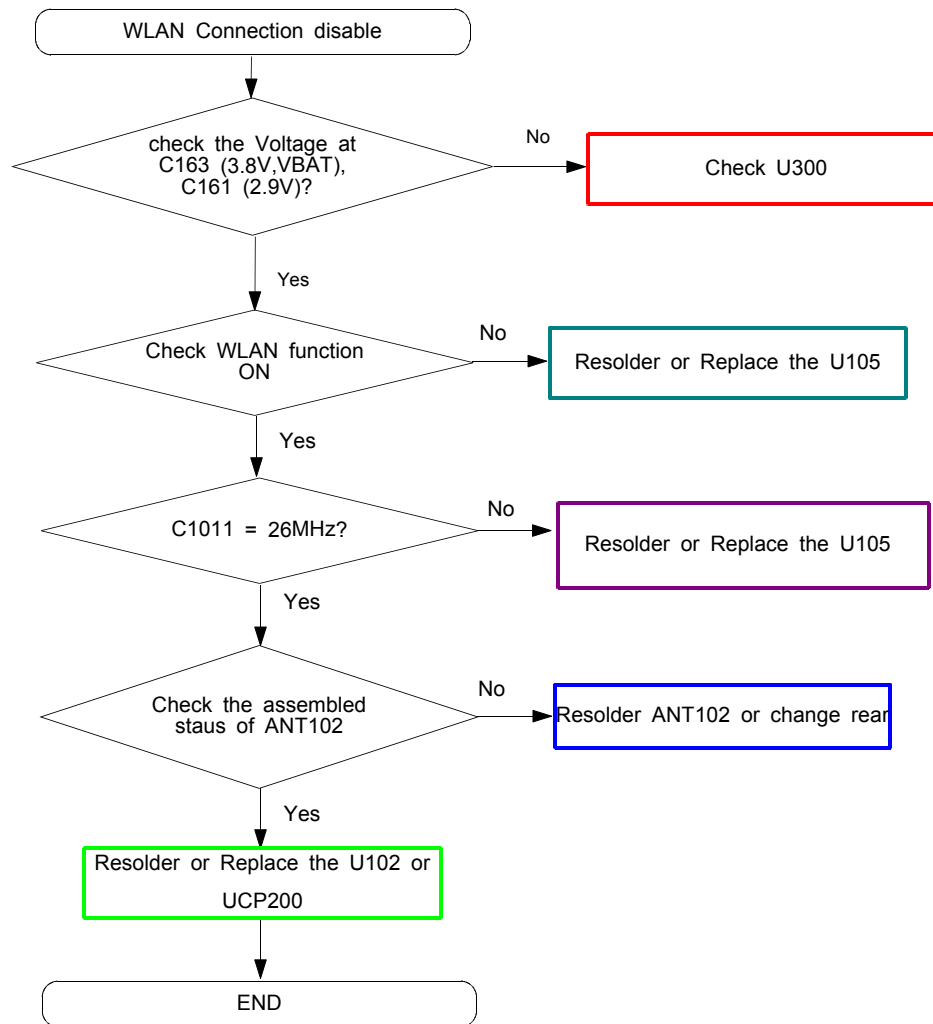 WLAN Connection disable
check the Voltage at
C163 (3.8V,VBAT),
C161 (2.9V)?
No
Check U300
Yes
Check WLAN function
ON
No
Resolder or Replace the U105
Yes
C1011 = 26MHz?
No
Resolder or Replace the U105
Yes
Check the assembled
staus of ANT102
No
Resolder ANT102 or change rear
Yes
Resolder or Replace the U102 or
UCP200
END